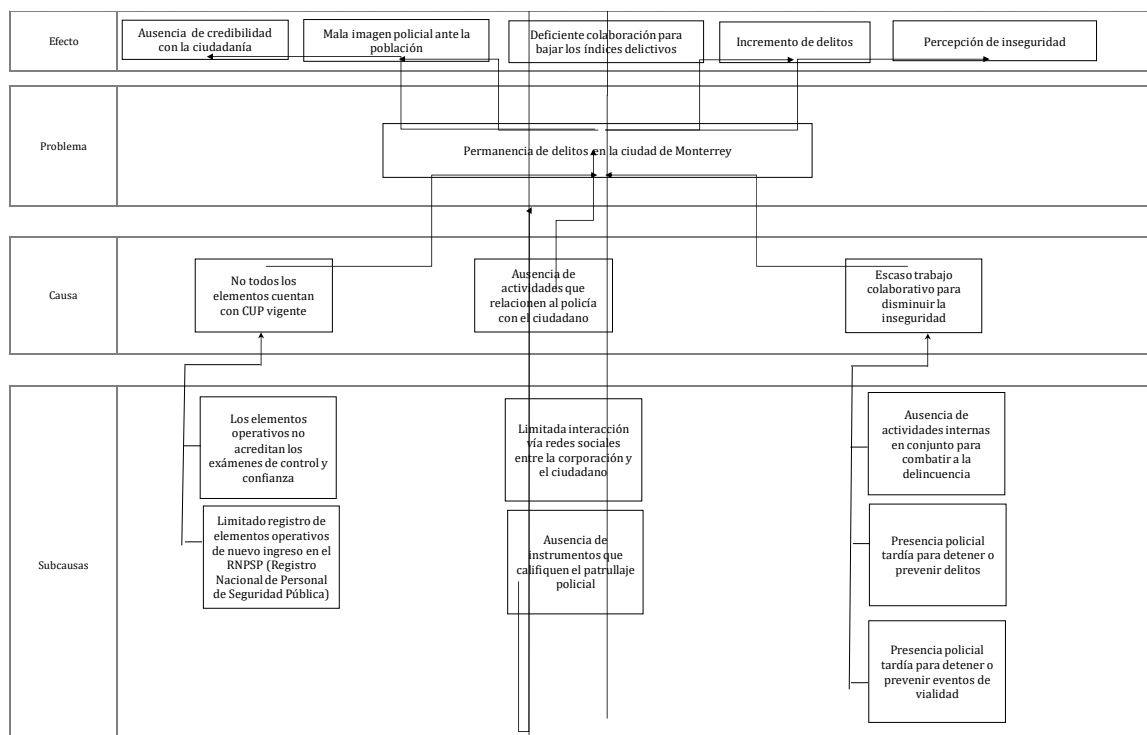 Efecto
Ausencia de credibilidad
con la ciudadanía
Mala imagen policial ante la
población
Deficiente colaboración para
bajar los índices delictivos
Incremento de delitos
Percepción de inseguridad
Problema
Permanencia de delitos en la ciudad de Monterrey
Causa
No todos los
elementos cuentan
con CUP vigente
Ausencia de
actividades que
relacionen al policía
con el ciudadano
Escaso trabajo
colaborativo para
disminuir la
inseguridad
Subcausas
Los elementos
operativos no
acreditan los
exámenes de control y
confianza
Limitado registro de
elementos operativos
de nuevo ingreso en el
RNPSP (Registro
Nacional de Personal
de Seguridad Pública)
Limitada interacción
vía redes sociales
entre la corporación y
el ciudadano
Ausencia de
instrumentos que
califiquen el patrullaje
policial
Ausencia de
actividades internas
en conjunto para
combatir a la
delincuencia
Presencia policial
tardía para detener o
prevenir delitos
Presencia policial
tardía para detener o
prevenir eventos de
vialidad